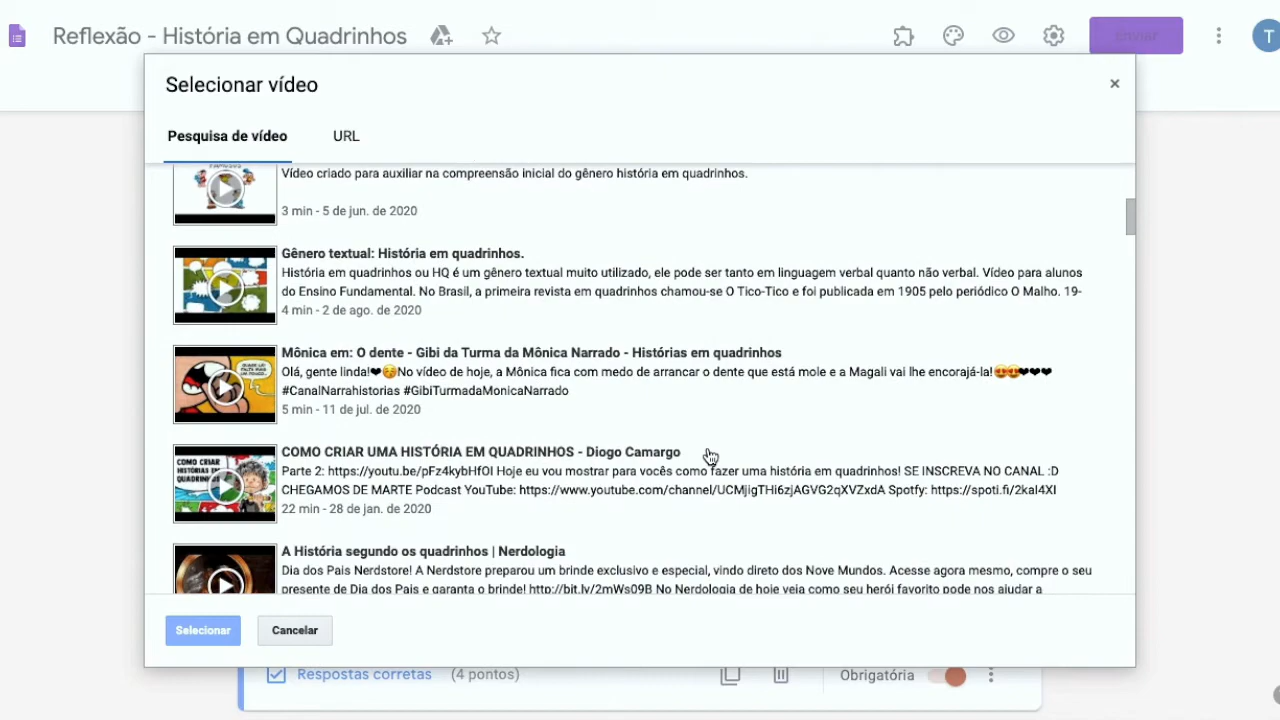 Reflexão - História em Quadrinhos
Enviar
T
Selecionar vídeo
×
Pesquisa de vídeo
URL
FAMOSOS
Vídeo criado para auxiliar na compreensão inicial do gênero história em quadrinhos.
3 min - 5 de jun. de 2020
Gênero textual: História em quadrinhos.
História em quadrinhos ou HQ é um gênero textual muito utilizado, ele pode ser tanto em linguagem verbal quanto não verbal. Vídeo para alunos
do Ensino Fundamental. No Brasil, a primeira revista em quadrinhos chamou-se O Tico-Tico e foi publicada em 1905 pelo periódico O Malho. 19-
4 min - 2 de ago. de 2020
Mônica em: O dente - Gibi da Turma da Mônica Narrado - Histórias em quadrinhos
Olá, gente linda!❤😚No vídeo de hoje, a Mônica fica com medo de arrancar o dente que está mole e a Magali vai lhe encorajá-la!😍😍❤❤❤
#CanalNarrahistorias #GibiTurmadaMonicaNarrado
5 min - 11 de jul. de 2020
COMO CRIAR
HISTÓRIAS EM
QUADRINHOS
COMO CRIAR UMA HISTÓRIA EM QUADRINHOS - Diogo Camargo
Parte 2: https://youtu.be/pFz4kybHfOI Hoje eu vou mostrar para vocês como fazer uma história em quadrinhos! SE INSCREVA NO CANAL :D
CHEGAMOS DE MARTE Podcast YouTube: https://www.youtube.com/channel/UCMjigTHi6zjAGVG2qXVZxdA Spotfy: https://spoti.fi/2kal4XI
22 min - 28 de jan. de 2020
A História segundo os quadrinhos | Nerdologia
Dia dos Pais Nerdstore! A Nerdstore preparou um brinde exclusivo e especial, vindo direto dos Nove Mundos. Acesse agora mesmo, compre o seu
presente de Dia dos Pais e garanta o brinde! http://bit.ly/2mWs09B No Nerdologia de hoje veja como seu herói favorito pode nos ajudar a
Selecionar
Cancelar
Respostas corretas
(4 pontos)
Obrigatória